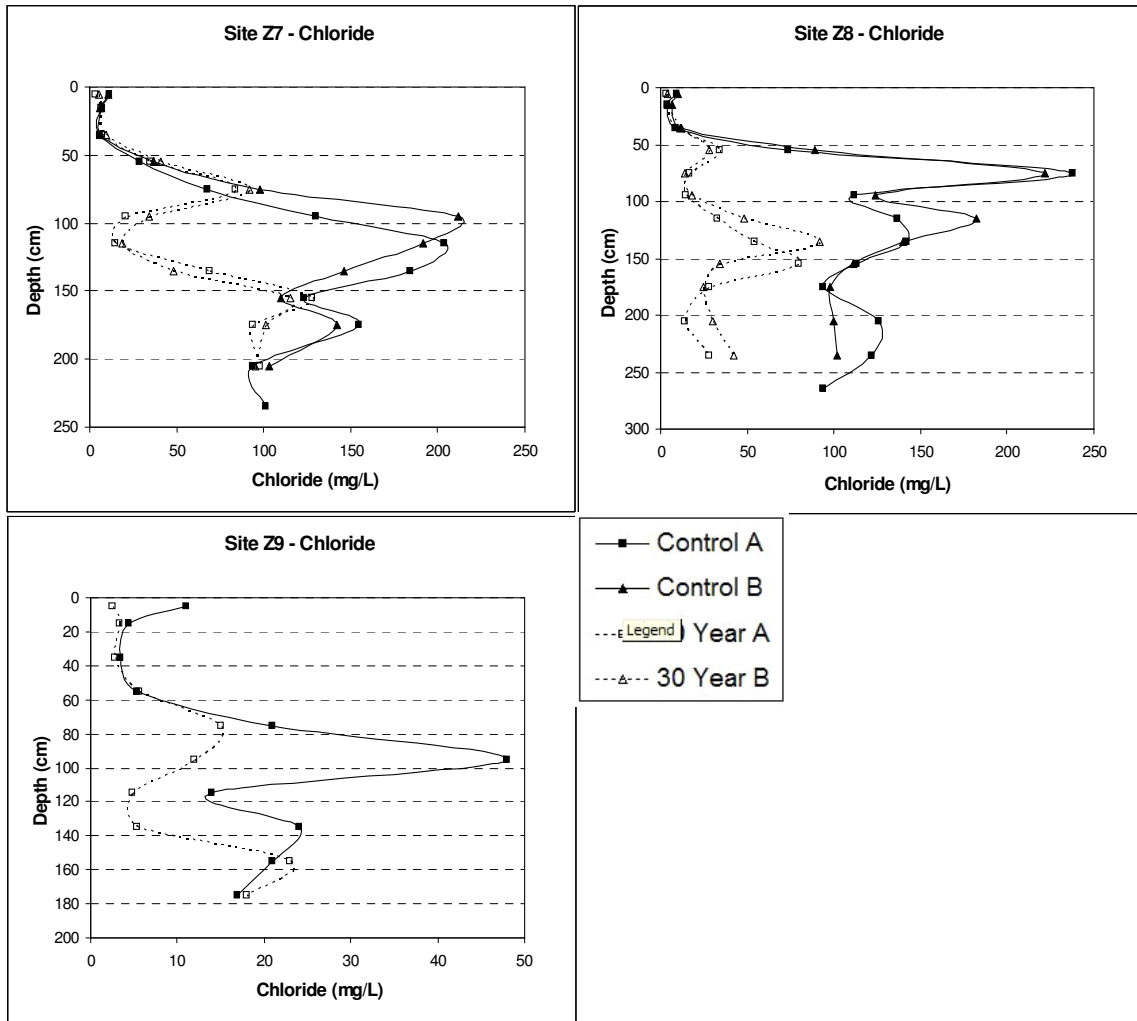 Site Z7 - Chloride
0
50
100
150
200
250
Depth (cm)
0 50 100 150 200 250
Chloride (mg/L)
Site Z8 - Chloride
0
50
100
150
200
250
300
Depth (cm)
0 50 100 150 200 250
Chloride (mg/L)
Site Z9 - Chloride
0
20
40
60
80
100
120
140
160
180
200
Depth (cm)
0 10 20 30 40 50
Chloride (mg/L)
Control A
Control B
Legend Year A
30 Year B